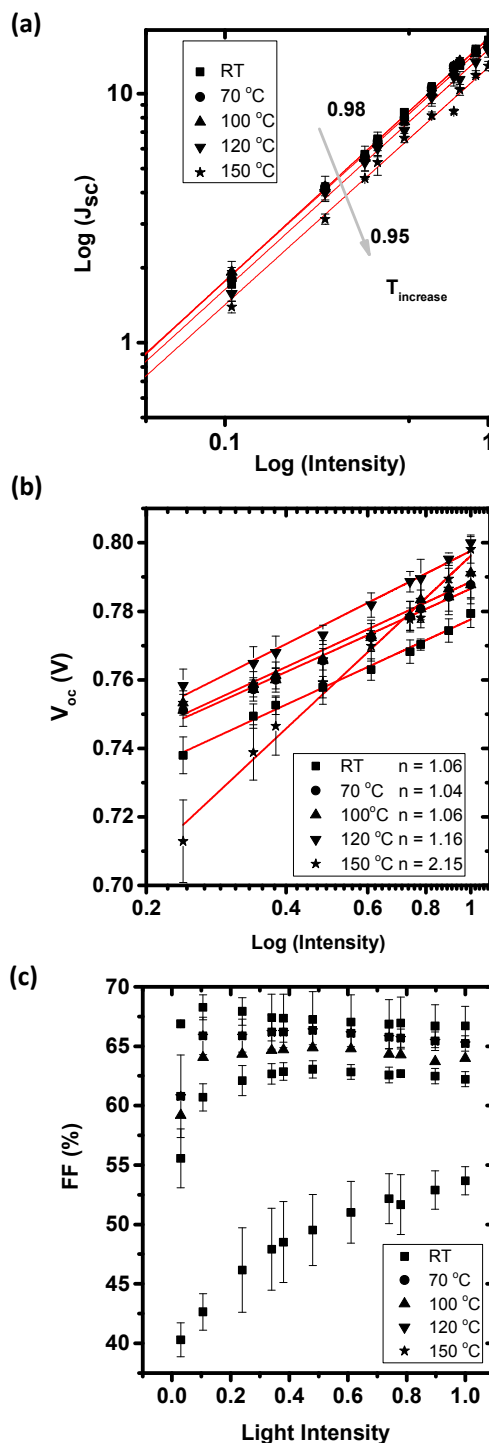 (a)
RT
70 °C
100 °C
120 °C
150 °C
0.98
0.95
T increase
10
1
Log (J SC)
0.1
1
Log (Intensity)
(b)
0.80
0.78
0.76
0.74
0.72
0.70
V oc (V)
RT n = 1.06
70 °C n = 1.04
100°C n = 1.06
120 °C n = 1.16
150 °C n = 2.15
0.2 0.4 0.6 0.8 1.0
Log (Intensity)
(c)
70
65
60
55
50
45
40
FF (%)
RT
70 °C
100 °C
120 °C
150 °C
0.0 0.2 0.4 0.6 0.8 1.0
Light Intensity